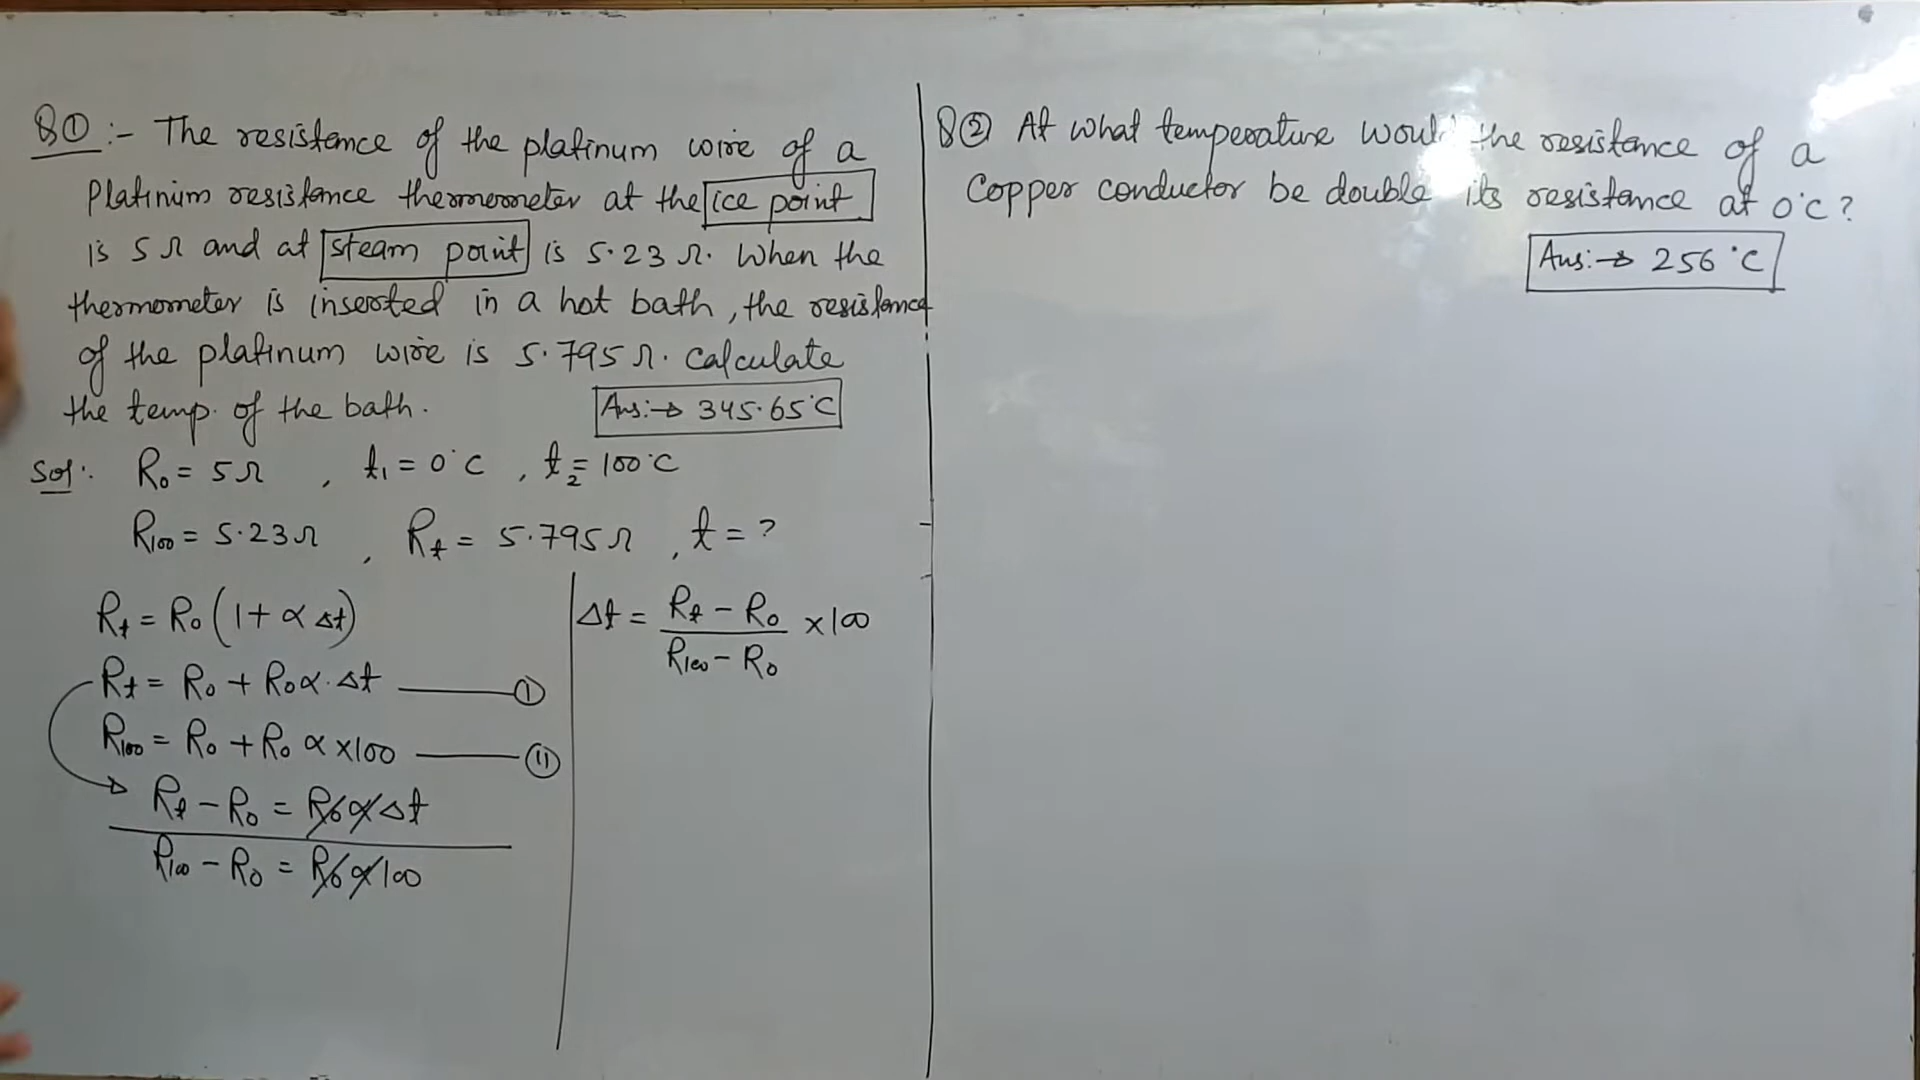 Q①:- The resistance of the platinum wire of a
Platinum resistance thermometer at the ice point
is 5 Ω and at steam point is 5.23 Ω. When the
thermometer is inserted in a hot bath, the resistance
of the platinum wire is 5.795 Ω. calculate
the temp. of the bath.
Ans:→ 345.65°C
Sol:. R₀ = 5Ω , t₁ = 0°C , t₂ = 100°C
R₁₀₀ = 5.23Ω , Rₜ = 5.795Ω , t = ?
Rₜ = R₀ (1 + α Δt)
Rₜ = R₀ + R₀α.Δt ——— Ⓘ
R₁₀₀ = R₀ + R₀ α × 100 ——— ⑪
Rₜ – R₀ = R₀ α Δt
R₁₀₀ – R₀ = R₀ α 100
Δt = Rₜ – R₀ / R₁₀₀ – R₀ × 100
Q② At what temperature would the resistance of a
Copper conductor be double its resistance at 0°C?
Ans:→ 256°C